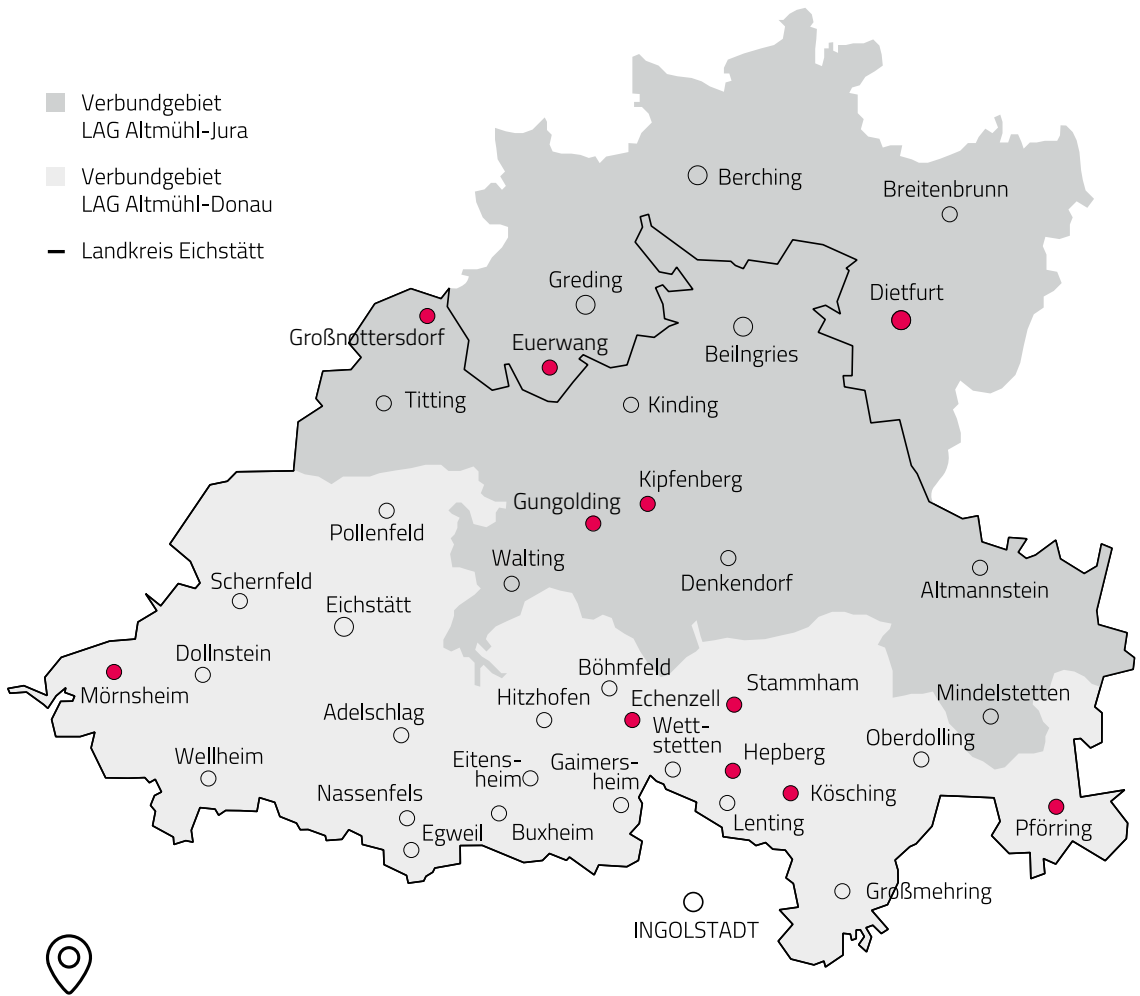 Verbundgebiet
LAG Altmühl-Jura
Verbundgebiet
LAG Altmühl-Donau
Landkreis Eichstätt
Berching
Breitenbrunn
Greding
Dietfurt
Großnottersdorf
Euerwang
Beilngries
Titting
Kinding
Kipfenberg
Gungolding
Pollenfeld
Walting
Denkendorf
Altmannstein
Schernfeld
Eichstätt
Dollnstein
Mörnsheim
Böhmfeld
Stammham
Mindelstetten
Hitzhofen
Echenzell
Adelschlag
Wett-
stetten
Oberdolling
Wellheim
Eitens-
heim
Gaimers-
heim
Hepberg
Nassenfels
Kösching
Egweil
Buxheim
Lenting
Pförring
Großmehring
INGOLSTADT